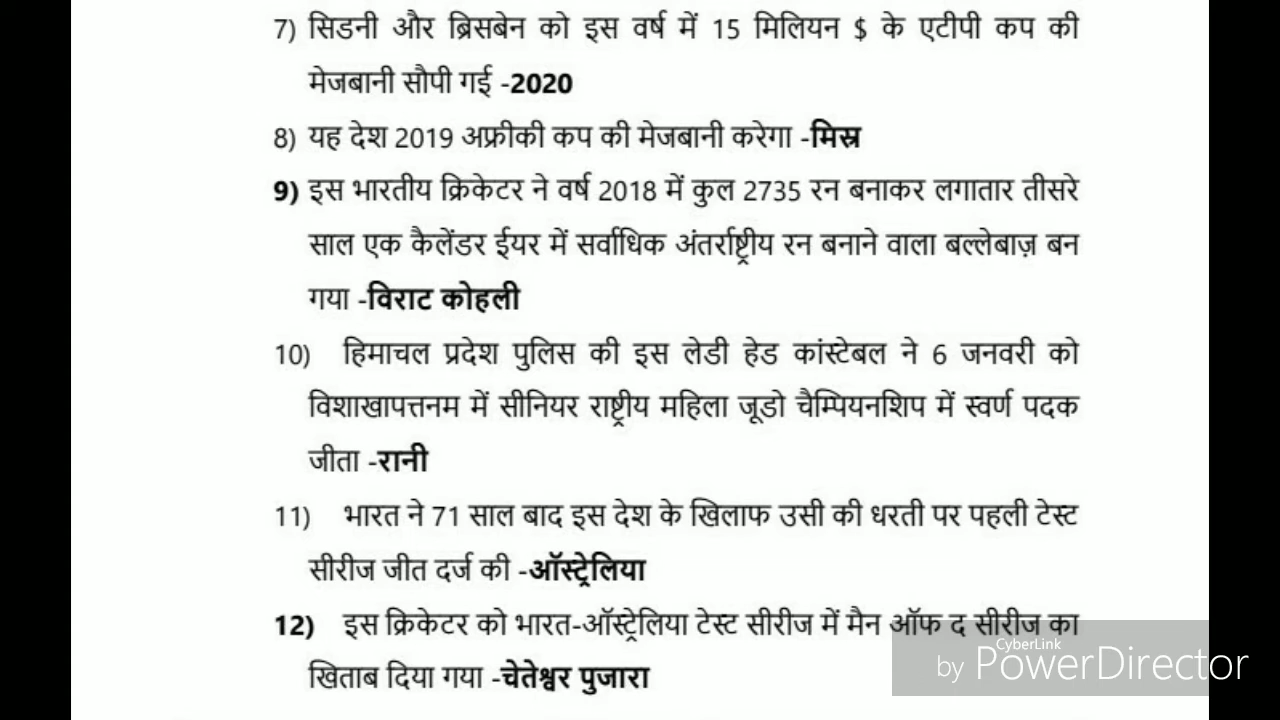 7) सिडनी और ब्रिसबेन को इस वर्ष में 15 मिलियन $ के एटीपी कप की
मेजबानी सौपी गई -2020
8) यह देश 2019 अफ्रीकी कप की मेजबानी करेगा -मिस्र
9) इस भारतीय क्रिकेटर ने वर्ष 2018 में कुल 2735 रन बनाकर लगातार तीसरे
साल एक कैलेंडर ईयर में सर्वाधिक अंतर्राष्ट्रीय रन बनाने वाला बल्लेबाज़ बन
गया -विराट कोहली
10) हिमाचल प्रदेश पुलिस की इस लेडी हेड कांस्टेबल ने 6 जनवरी को
विशाखापत्तनम में सीनियर राष्ट्रीय महिला जूडो चैम्पियनशिप में स्वर्ण पदक
जीता -रानी
11) भारत ने 71 साल बाद इस देश के खिलाफ उसी की धरती पर पहली टेस्ट
सीरीज जीत दर्ज की -ऑस्ट्रेलिया
12) इस क्रिकेटर को भारत-ऑस्ट्रेलिया टेस्ट सीरीज में मैन ऑफ द सीरीज का
खिताब दिया गया -चेतेश्वर पुजारा
CyberLink
by PowerDirector